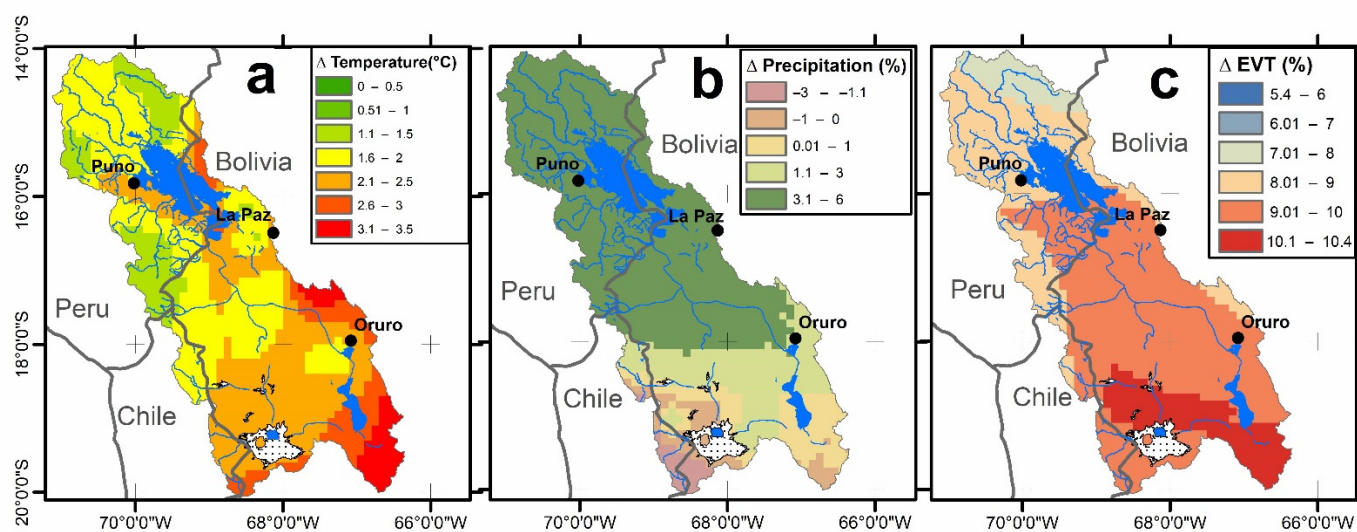 a
Δ Temperature(°C)
0 – 0.5
0.51 – 1
1.1 – 1.5
1.6 – 2
2.1 – 2.5
2.6 – 3
3.1 – 3.5
Bolivia
Puno
La Paz
Oruro
Peru
Chile
14°0'0"S
16°0'0"S
18°0'0"S
20°0'0"S
70°0'0"W
68°0'0"W
66°0'0"W
b
Δ Precipitation (%)
–3 – –1.1
–1 – 0
0.01 – 1
1.1 – 3
3.1 – 6
Bolivia
Puno
La Paz
Oruro
Peru
Chile
70°0'0"W
68°0'0"W
66°0'0"W
c
Δ EVT (%)
5.4 – 6
6.01 – 7
7.01 – 8
8.01 – 9
9.01 – 10
10.1 – 10.4
Bolivia
Puno
La Paz
Oruro
Peru
Chile
70°0'0"W
68°0'0"W
66°0'0"W